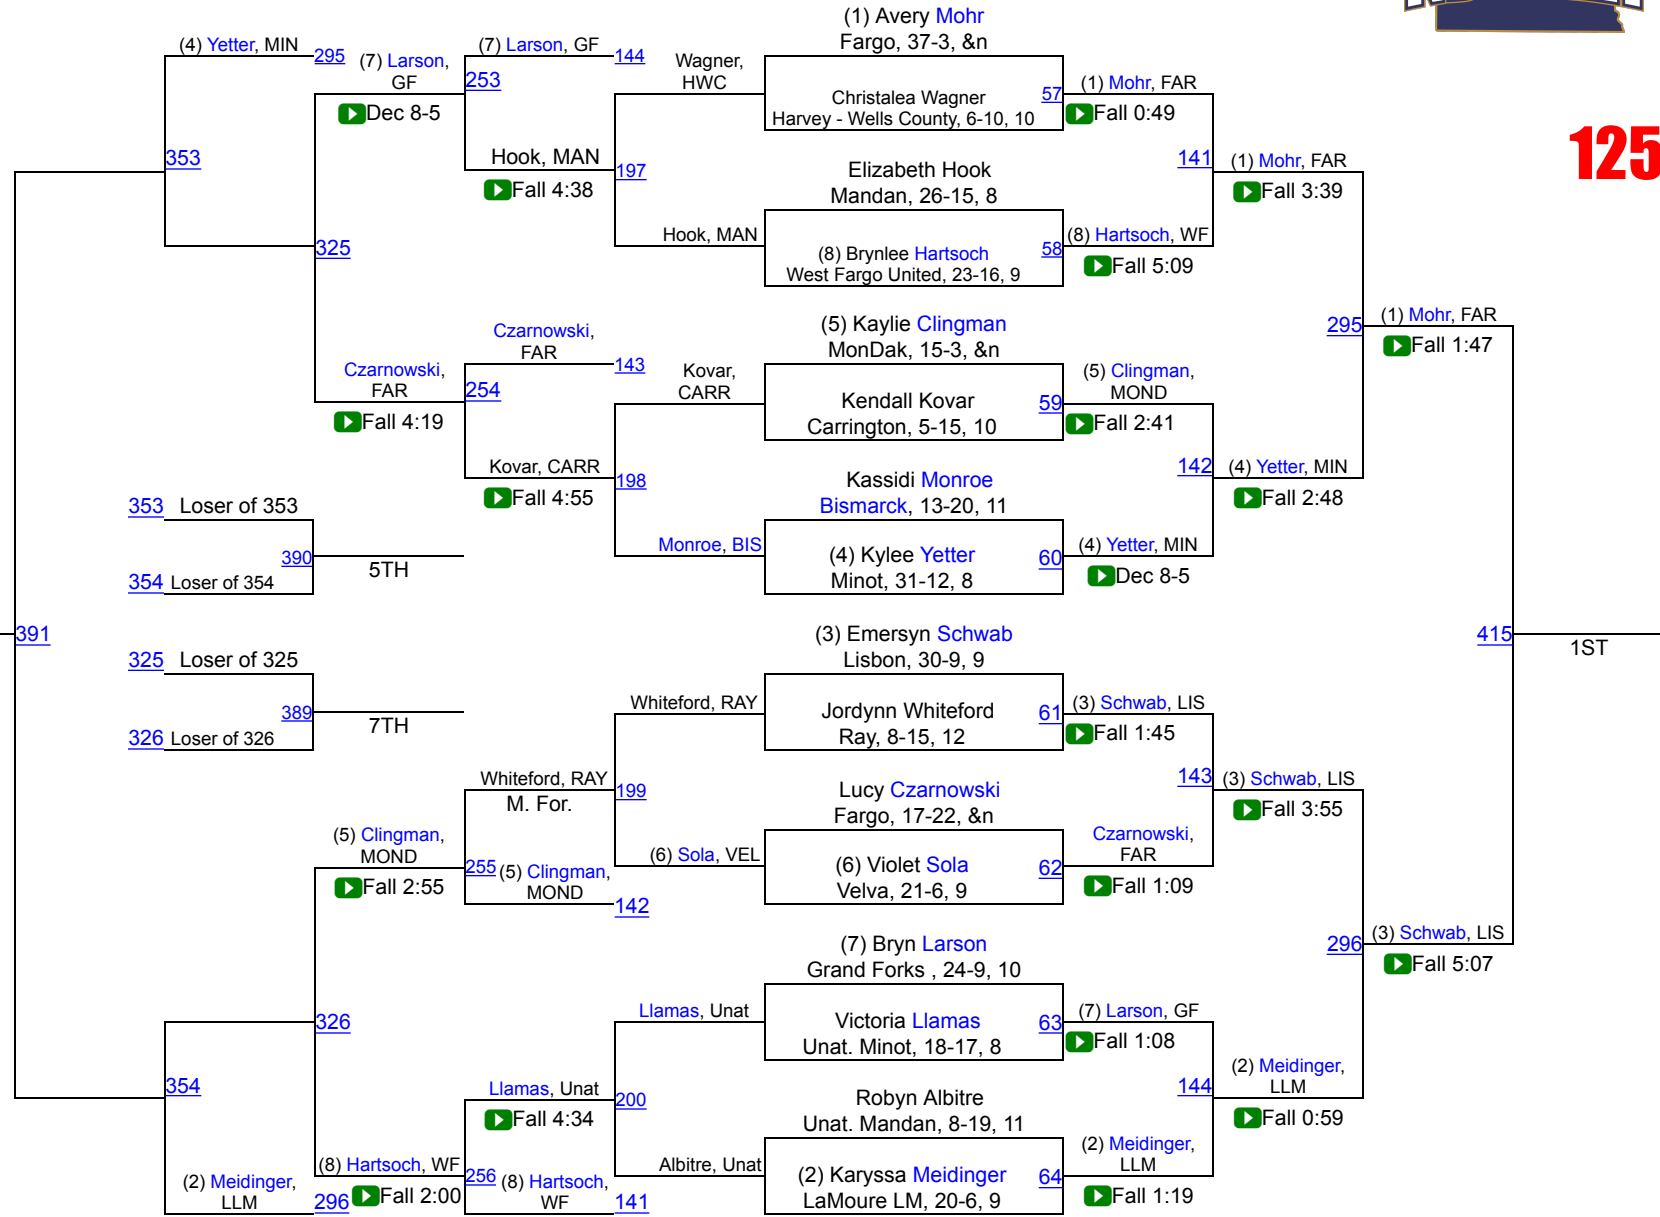 125
(1) Avery Mohr
Fargo, 37-3, &n
Christalea Wagner
Harvey - Wells County, 6-10, 10
57
Elizabeth Hook
Mandan, 26-15, 8
(8) Brynlee Hartsoch
West Fargo United, 23-16, 9
58
(5) Kaylie Clingman
MonDak, 15-3, &n
Kendall Kovar
Carrington, 5-15, 10
59
Kassidi Monroe
Bismarck, 13-20, 11
(4) Kylee Yetter
Minot, 31-12, 8
60
(3) Emersyn Schwab
Lisbon, 30-9, 9
Jordynn Whiteford
Ray, 8-15, 12
61
Lucy Czarnowski
Fargo, 17-22, &n
(6) Violet Sola
Velva, 21-6, 9
62
(7) Bryn Larson
Grand Forks , 24-9, 10
Victoria Llamas
Unat. Minot, 18-17, 8
63
Robyn Albitre
Unat. Mandan, 8-19, 11
(2) Karyssa Meidinger
LaMoure LM, 20-6, 9
64
(1) Mohr, FAR
Fall 0:49
141
(8) Hartsoch, WF
Fall 5:09
(5) Clingman,
MOND
Fall 2:41
142
(4) Yetter, MIN
Dec 8-5
(3) Schwab, LIS
Fall 1:45
143
Czarnowski,
FAR
Fall 1:09
(7) Larson, GF
Fall 1:08
144
(2) Meidinger,
LLM
Fall 1:19
(1) Mohr, FAR
Fall 3:39
295
(4) Yetter, MIN
Fall 2:48
(3) Schwab, LIS
Fall 3:55
296
(2) Meidinger,
LLM
Fall 0:59
(1) Mohr, FAR
Fall 1:47
415
1ST
(3) Schwab, LIS
Fall 5:07
Wagner,
HWC
197
Hook, MAN
Kovar,
CARR
198
Monroe, BIS
Whiteford, RAY
199
(6) Sola, VEL
Llamas, Unat
200
Albitre, Unat
(7) Larson, GF
144
253
Hook, MAN
Fall 4:38
Czarnowski,
FAR
143
254
Kovar, CARR
Fall 4:55
Whiteford, RAY
M. For.
255
(5) Clingman,
MOND
142
Llamas, Unat
Fall 4:34
256
(8) Hartsoch,
WF
141
(7) Larson,
GF
Dec 8-5
325
Czarnowski,
FAR
Fall 4:19
(5) Clingman,
MOND
Fall 2:55
326
(8) Hartsoch, WF
Fall 2:00
(4) Yetter, MIN
295
353
354
(2) Meidinger,
LLM
296
391
353 Loser of 353
390
5TH
354 Loser of 354
325 Loser of 325
389
7TH
326 Loser of 326